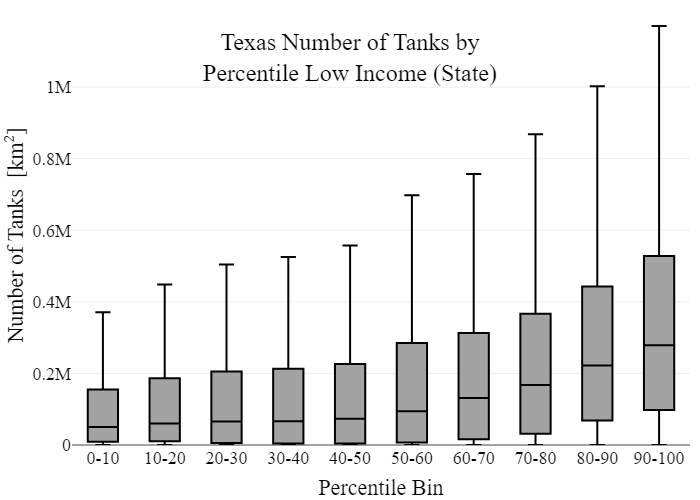 Texas Number of Tanks by
Percentile Low Income (State)
Number of Tanks [km²]
1M
0.8M
0.6M
0.4M
0.2M
0
0-10 10-20 20-30 30-40 40-50 50-60 60-70 70-80 80-90 90-100
Percentile Bin